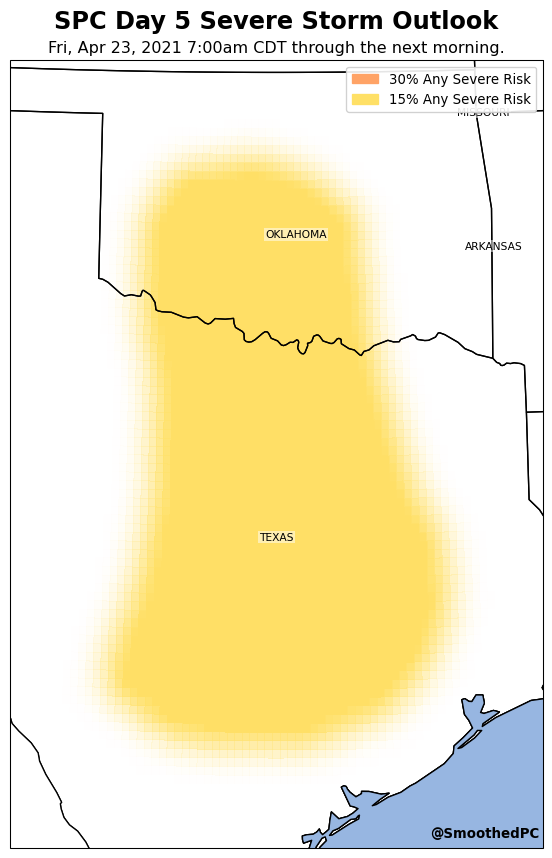 SPC Day 5 Severe Storm Outlook
Fri, Apr 23, 2021 7:00am CDT through the next morning.
30% Any Severe Risk
15% Any Severe Risk
MISSOURI
OKLAHOMA
ARKANSAS
TEXAS
@SmoothedPC